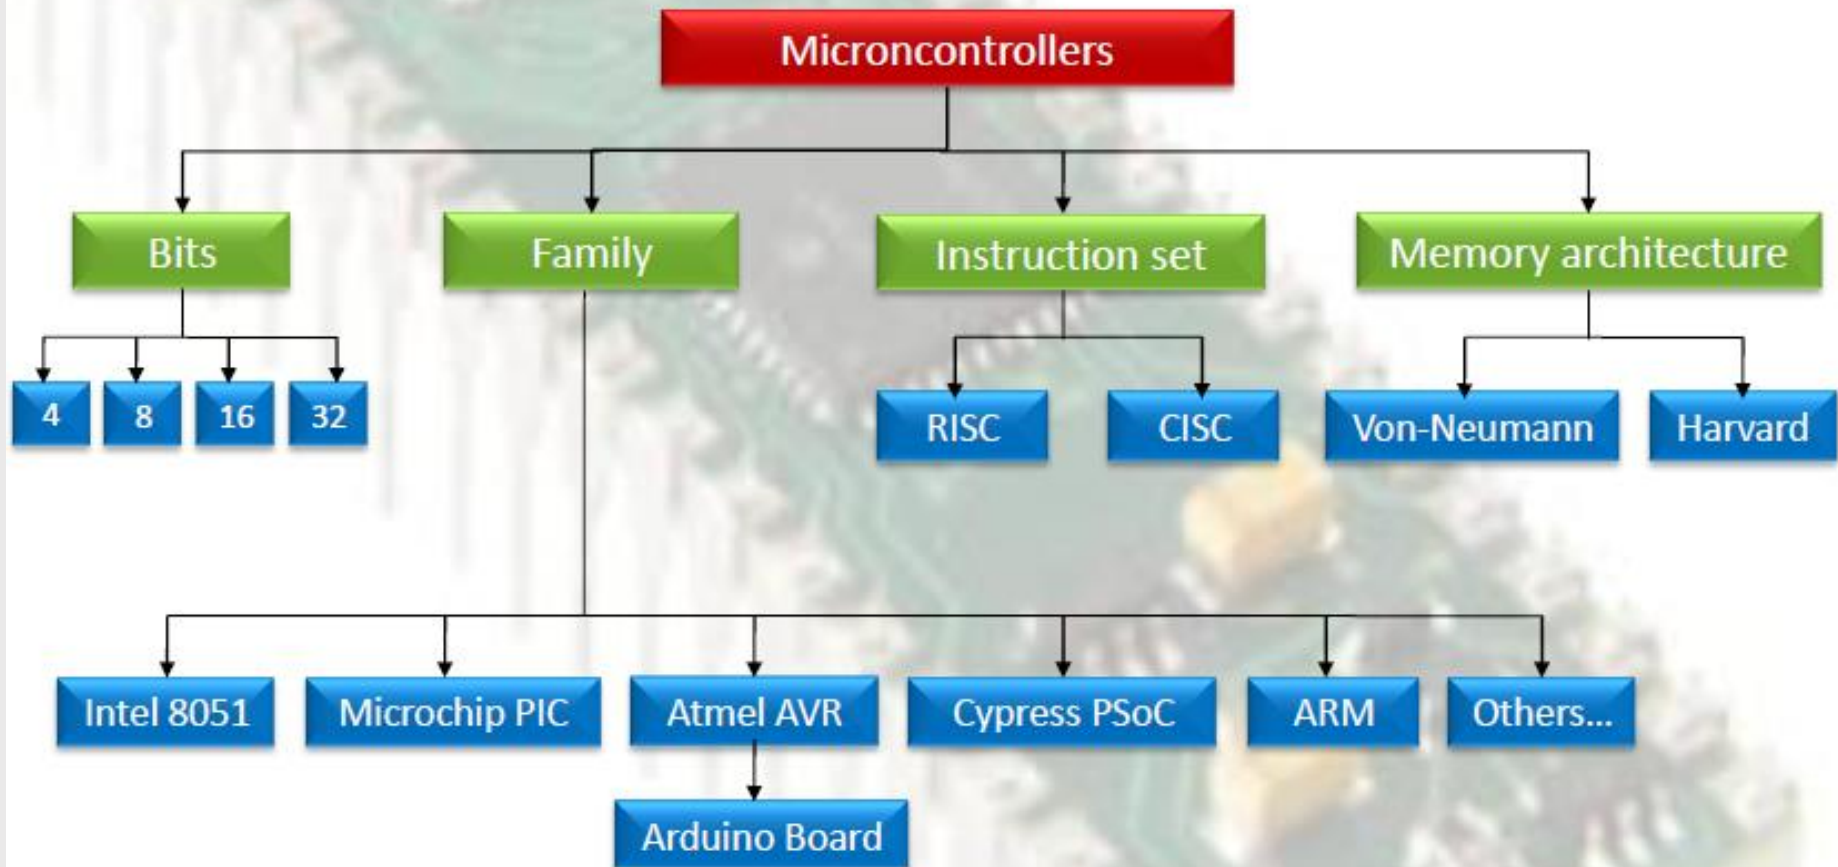 Microncontrollers
Bits
Family
Instruction set
Memory architecture
4
8
16
32
RISC
CISC
Von-Neumann
Harvard
Intel 8051
Microchip PIC
Atmel AVR
Cypress PSoC
ARM
Others...
Arduino Board